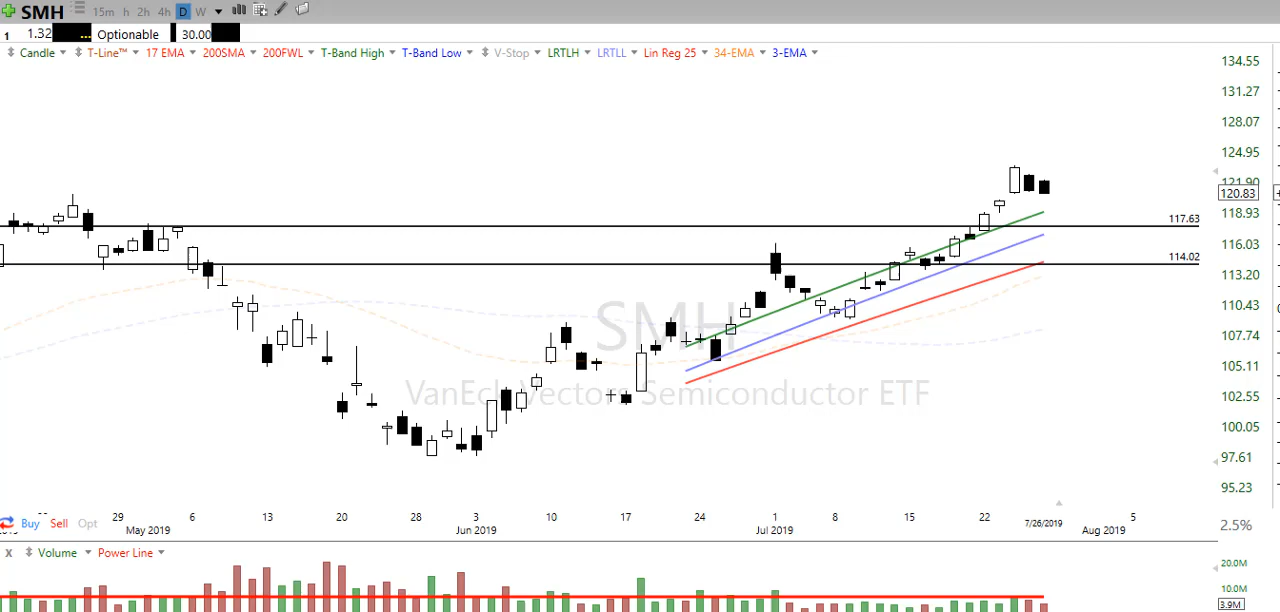 SMH 15m h 2h 4h D W
1 1.32 ... Optionable 30.00
Candle T-Line™ 17 EMA 200SMA 200FWL T-Band High T-Band Low V-Stop LRTLH LRTLL Lin Reg 25 34-EMA 3-EMA
134.55
131.27
128.07
124.95
121.90
120.83
118.93
117.63
116.03
114.02
113.20
110.43
107.74
105.11
102.55
100.05
97.61
95.23
SMH
VanEck Vectors Semiconductor ETF
29 6 13 20 28 3 10 17 24 1 8 15 22 5
May 2019 Jun 2019 Jul 2019 7/26/2019 Aug 2019
Buy Sell Opt
2.5%
X Volume Power Line
20.0M
10.0M
3.9M